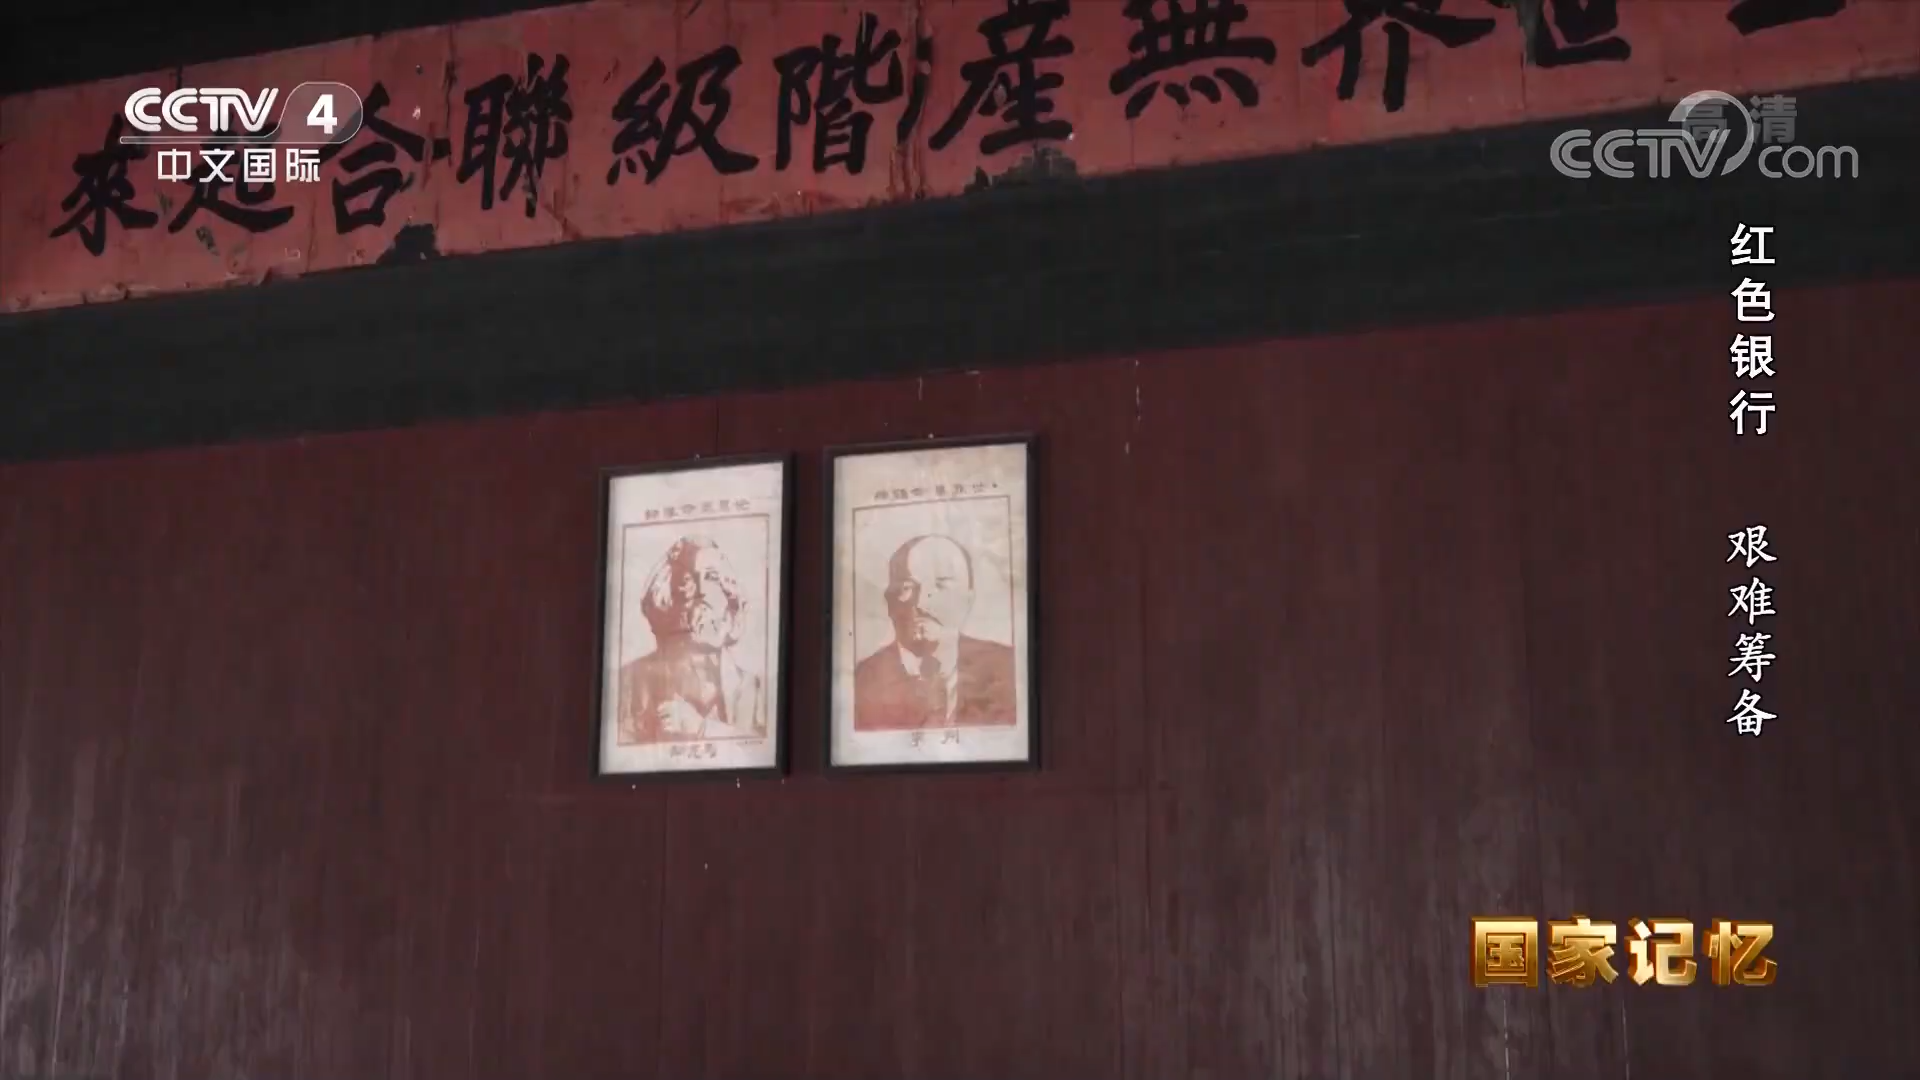 CCTV 4
中文国际
高清
CCTV.com
世界無産階級聯合起來
红色银行 艰难筹备
国家记忆